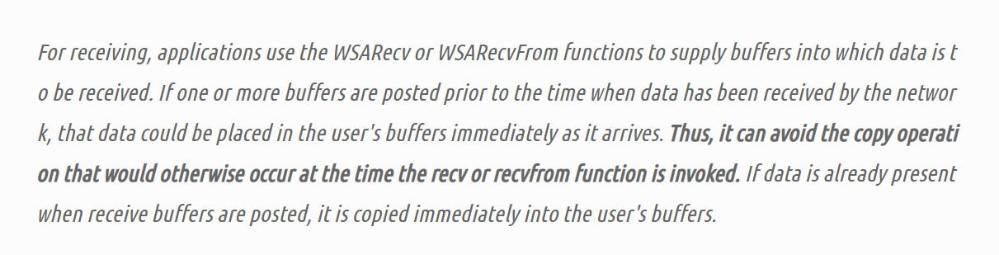 For receiving, applications use the WSARecv or WSARecvFrom functions to supply buffers into which data is t
o be received. If one or more buffers are posted prior to the time when data has been received by the networ
k, that data could be placed in the user's buffers immediately as it arrives. Thus, it can avoid the copy operati
on that would otherwise occur at the time the recv or recvfrom function is invoked. If data is already present
when receive buffers are posted, it is copied immediately into the user's buffers.